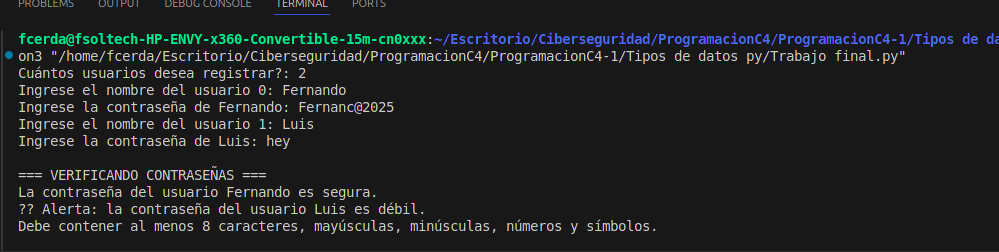 PROBLEMS OUTPUT DEBUG CONSOLE TERMINAL PORTS
fcerda@fsoltech-HP-ENVY-x360-Convertible-15m-cn0xxx:~/Escritorio/Ciberseguridad/ProgramacionC4/ProgramacionC4-1/Tipos de da
on3 "/home/fcerda/Escritorio/Ciberseguridad/ProgramacionC4/ProgramacionC4-1/Tipos de datos py/Trabajo final.py"
Cuántos usuarios desea registrar?: 2
Ingrese el nombre del usuario 0: Fernando
Ingrese la contraseña de Fernando: Fernanc@2025
Ingrese el nombre del usuario 1: Luis
Ingrese la contraseña de Luis: hey
=== VERIFICANDO CONTRASEÑAS ===
La contraseña del usuario Fernando es segura.
?? Alerta: la contraseña del usuario Luis es débil.
Debe contener al menos 8 caracteres, mayúsculas, minúsculas, números y símbolos.